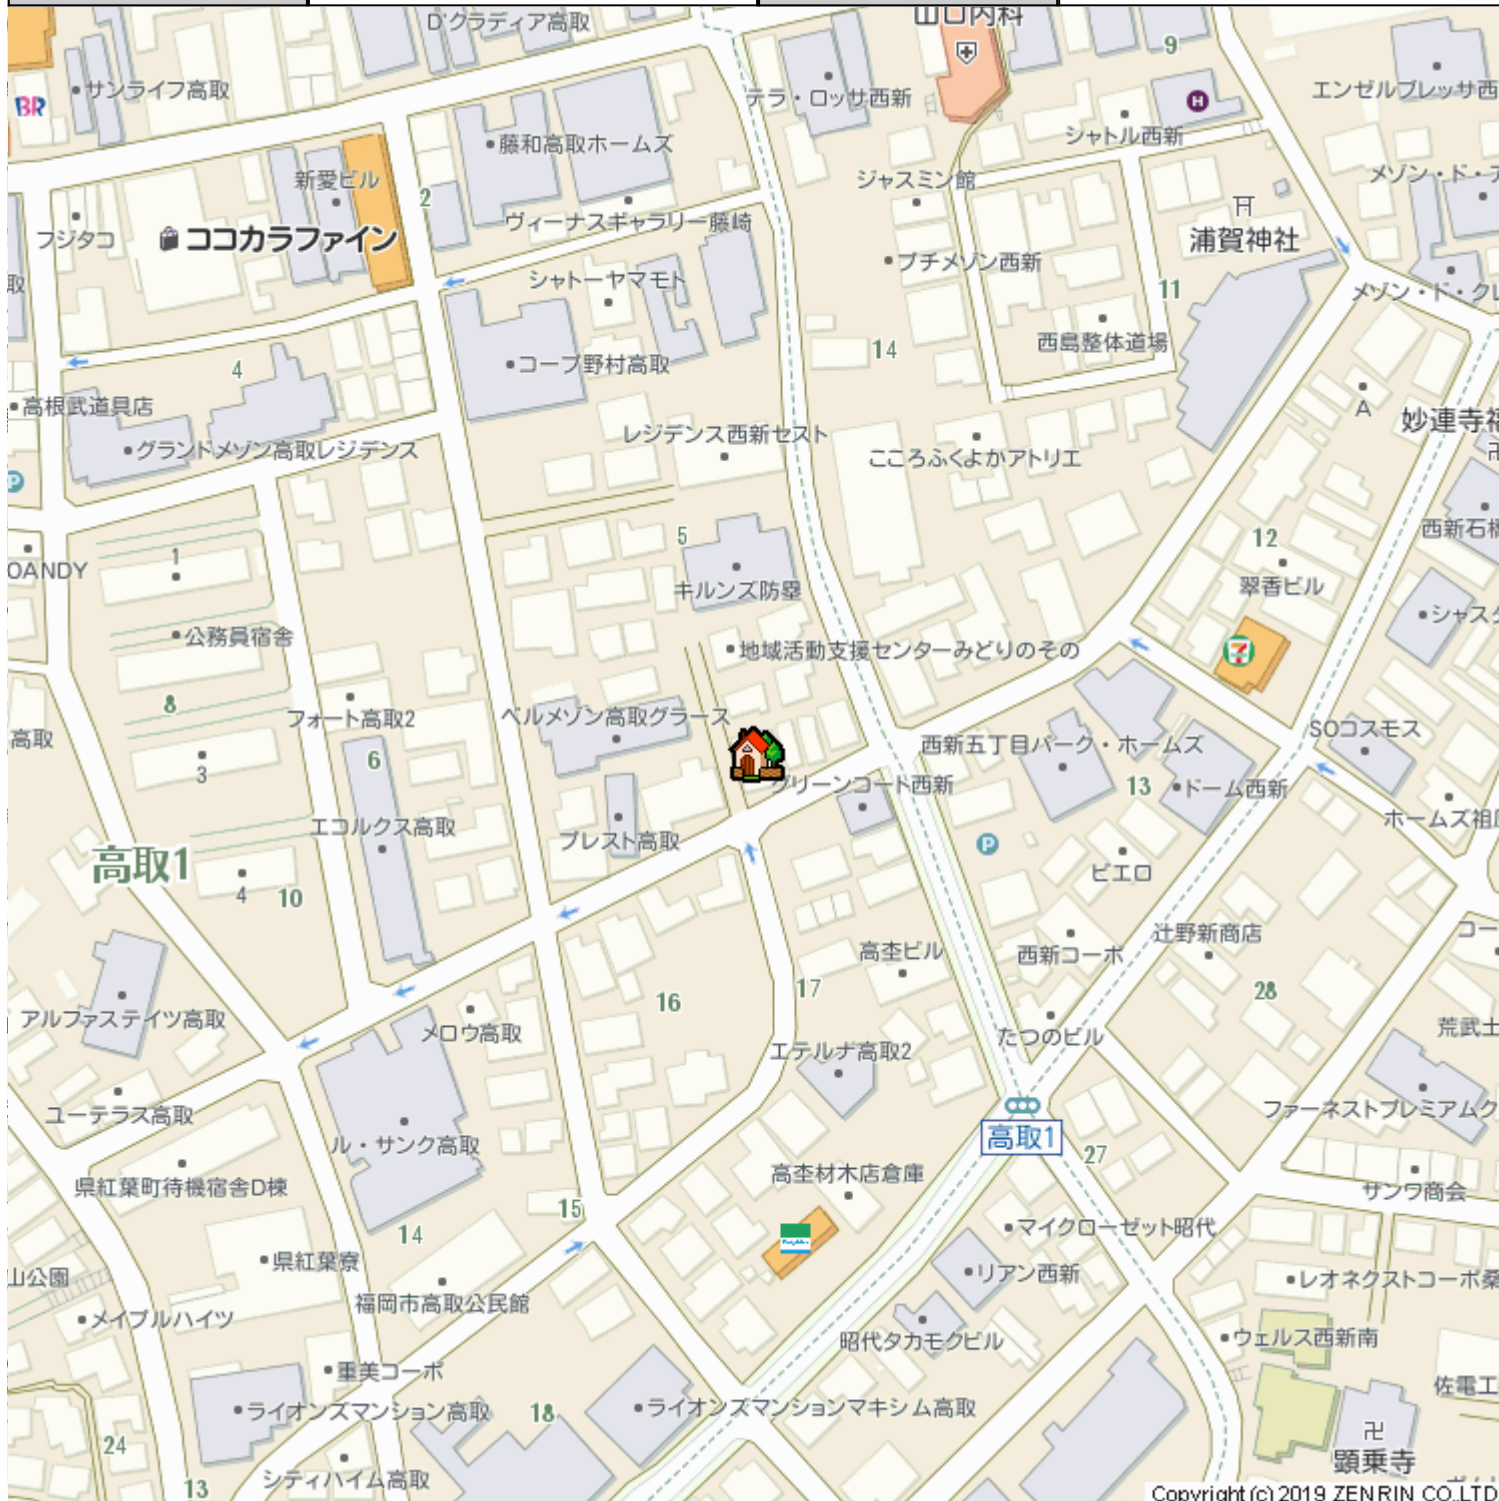 D'クラディア高取
山口内科
9
サンライフ高取
BR
テラ・ロッサ西新
H
エンゼルプレッサ西
シャトル西新
藤和高取ホームズ
新愛ビル
2
ジャスミン館
メゾン・ド・ア
フジタコ
ココカラファイン
ヴィーナスギャラリー藤崎
浦賀神社
プチメゾン西新
取
シャトーヤマモト
11
メゾン・ド・クレ
西島整体道場
14
4
コープ野村高取
高根武道具店
A
妙連寺福
グランドメゾン高取レジデンス
レジデンス西新セスト
こころふくよかアトリエ
P
卍
5
西新石橋
12
OANDY
1
キルンズ防塁
翠香ビル
公務員宿舎
地域活動支援センターみどりのその
7
シャスタ
8
フォート高取2
ベルメゾン高取グラース
高取
6
3
西新五丁目パーク・ホームズ
SOコスモス
グリーンコート西新
13
ドーム西新
エコルクス高取
プレスト高取
P
ホームズ祖原
高取1
4
10
ピエロ
高杢ビル
西新コーポ
辻野新商店
コー
アルファステイツ高取
16
17
28
メロウ高取
たつのビル
荒武士
エテルナ高取2
ユーテラス高取
ル・サンク高取
高取1
ファーネストプレミアムク
27
県紅葉町待機宿舎D棟
高杢材木店倉庫
サンワ商会
15
14
マイクローゼット昭代
県紅葉寮
山公園
リアン西新
レオネクストコーポ桑
メイプルハイツ
福岡市高取公民館
昭代タカモクビル
ウェルス西新南
重美コーポ
佐電工
ライオンズマンション高取
18
ライオンズマンションマキシム高取
24
卍
シティハイム高取
顕乗寺
13
Copyright (c) 2019 ZENRIN CO.,LTD